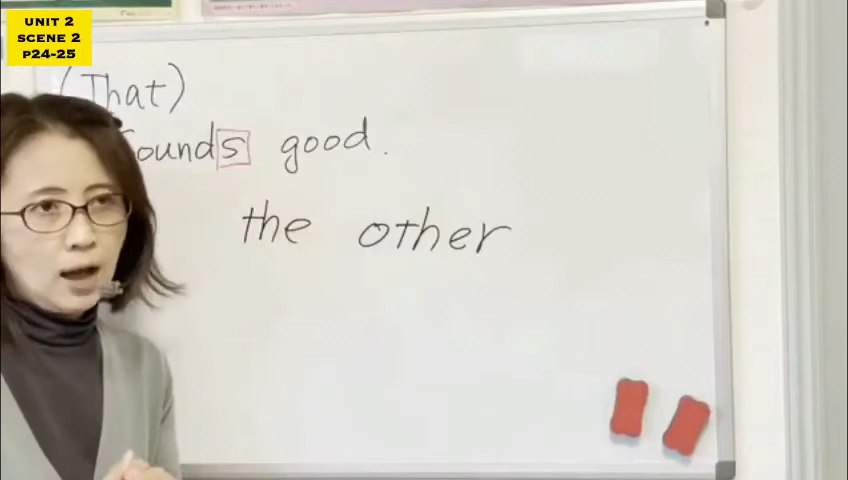 UNIT 2
SCENE 2
P24-25
(That)
Sounds good.
the other